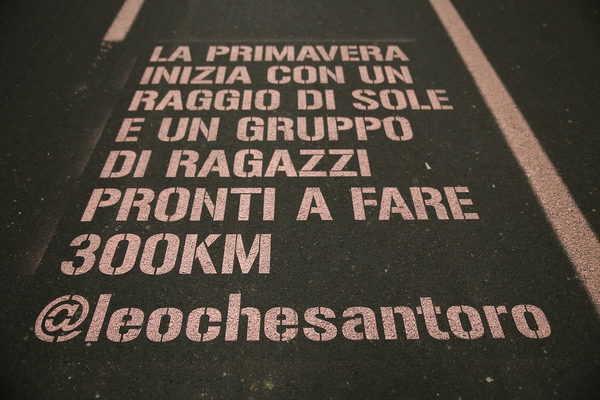 LA PRIMAVERA
INIZIA CON UN
RAGGIO DI SOLE
E UN GRUPPO
DI RAGAZZI
PRONTI A FARE
300KM
@leochesantoro